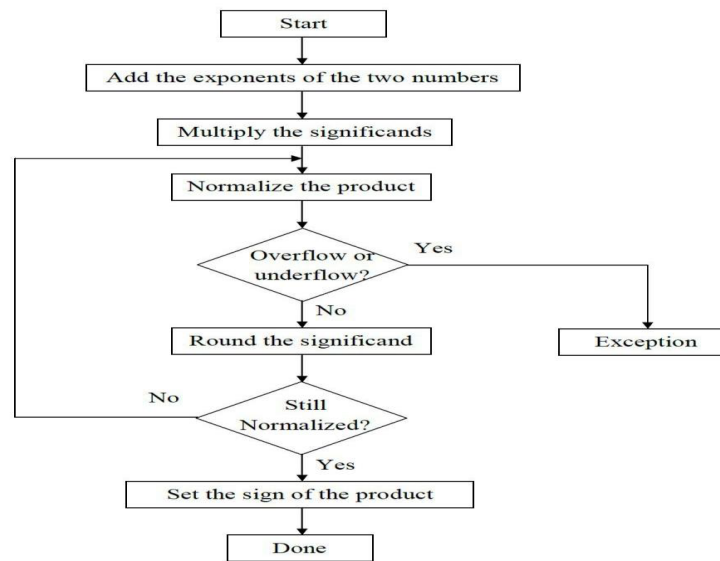 Start
Add the exponents of the two numbers
Multiply the significands
Normalize the product
Overflow or
underflow?
Yes
No
Round the significand
Exception
No
Still
Normalized?
Yes
Set the sign of the product
Done